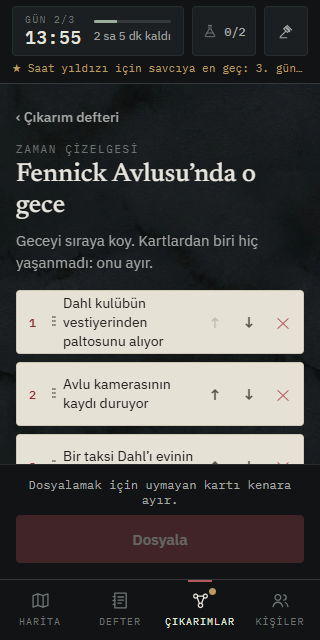 GÜN 2/3
13:55
2 sa 5 dk kaldı
0/2
★ Saat yıldızı için savcıya en geç: 3. gün…
‹ Çıkarım defteri
ZAMAN ÇİZELGESİ
Fennick Avlusu’nda o
gece
Geceyi sıraya koy. Kartlardan biri hiç
yaşanmadı: onu ayır.
1
Dahl kulübün
vestiyerinden
paltosunu alıyor
2
Avlu kamerasının
kaydı duruyor
Bir taksi Dahl’ı evinin
Dosyalamak için uymayan kartı kenara
ayır.
Dosyala
HARİTA
DEFTER
ÇIKARIMLAR
KİŞİLER